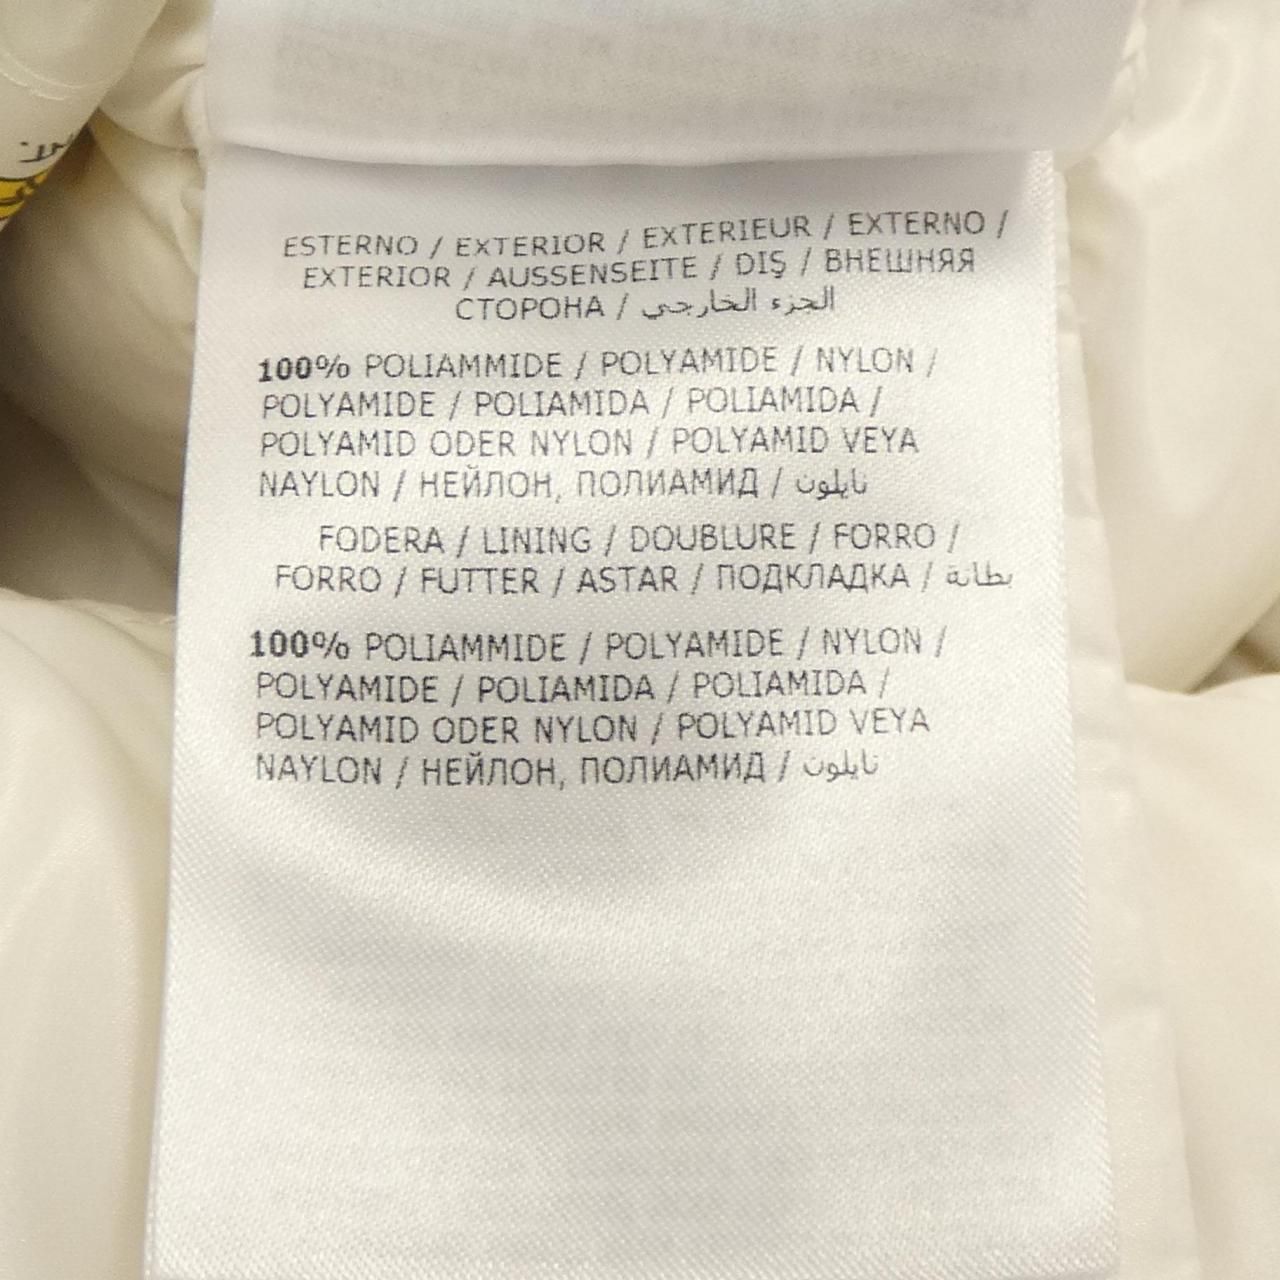 ESTERNO / EXTERIOR / EXTERIEUR / EXTERNO /
EXTERIOR / AUSSENSEITE / DIŞ / ВНЕШНЯЯ
СТОРОНА / الجزء الخارجي
100% POLIAMMIDE / POLYAMIDE / NYLON /
POLYAMIDE / POLIAMIDA / POLIAMIDA /
POLYAMID ODER NYLON / POLYAMID VEYA
NAYLON / НЕЙЛОН, ПОЛИАМИД / نايلون
FODERA / LINING / DOUBLURE / FORRO /
FORRO / FUTTER / ASTAR / ПОДКЛАДКА / بطانة
100% POLIAMMIDE / POLYAMIDE / NYLON /
POLYAMIDE / POLIAMIDA / POLIAMIDA /
POLYAMID ODER NYLON / POLYAMID VEYA
NAYLON / НЕЙЛОН, ПОЛИАМИД / نايلون